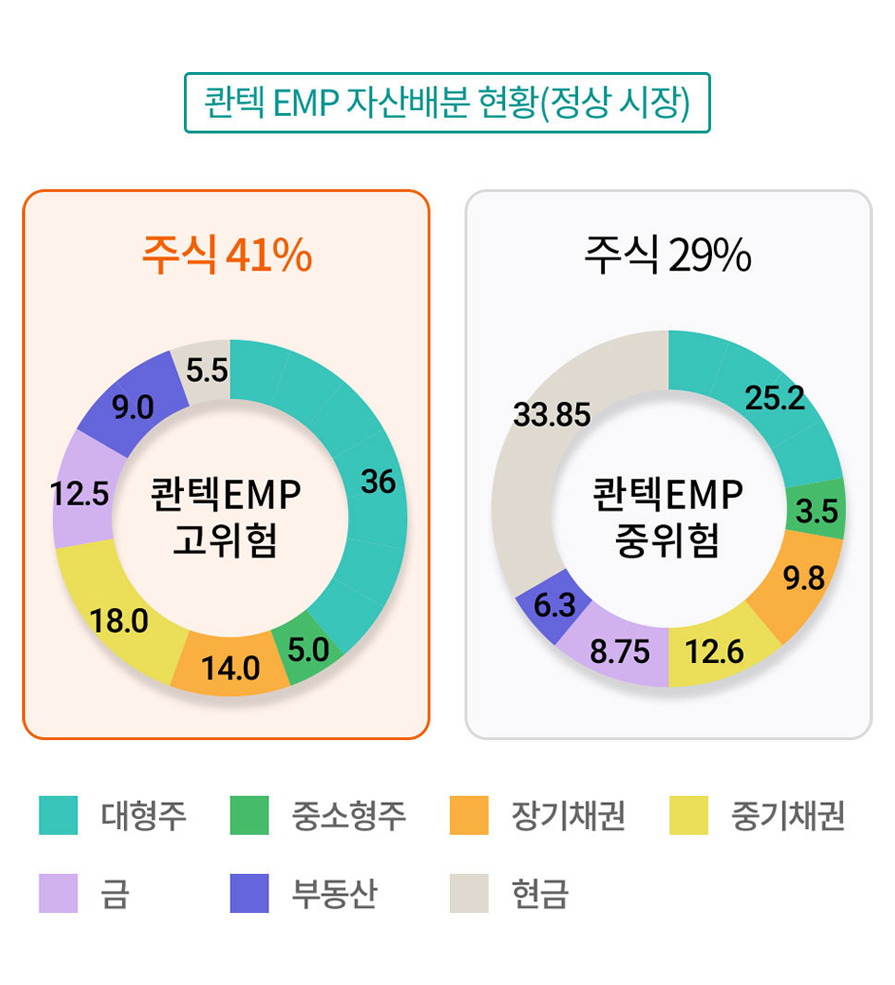 콴텍 EMP 자산배분 현황(정상 시장)
주식 41%
5.5
9.0
36
12.5
콴텍EMP
고위험
18.0
5.0
14.0
주식 29%
25.2
33.85
콴텍EMP
중위험
3.5
9.8
6.3
8.75
12.6
대형주
중소형주
장기채권
중기채권
금
부동산
현금